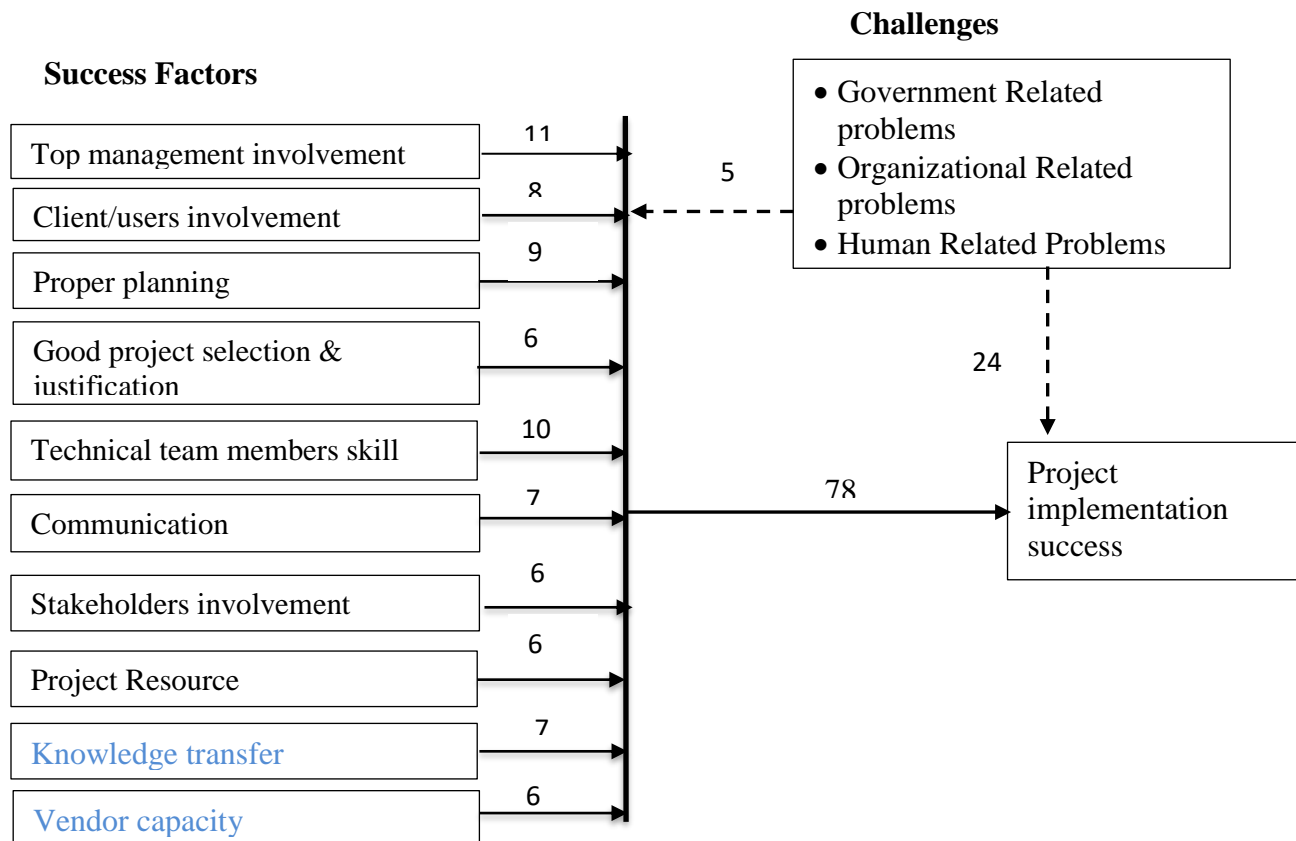 Challenges
Success Factors
• Government Related
problems
• Organizational Related
problems
• Human Related Problems
11
Top management involvement
5
8
Client/users involvement
9
Proper planning
6
Good project selection &
justification
24
10
Technical team members skill
78
Project
implementation
success
7
Communication
6
Stakeholders involvement
6
Project Resource
7
Knowledge transfer
6
Vendor capacity